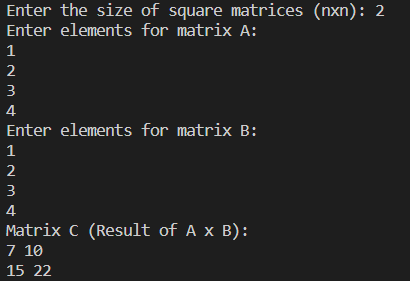 Enter the size of square matrices (nxn): 2
Enter elements for matrix A:
1
2
3
4
Enter elements for matrix B:
1
2
3
4
Matrix C (Result of A x B):
7 10
15 22